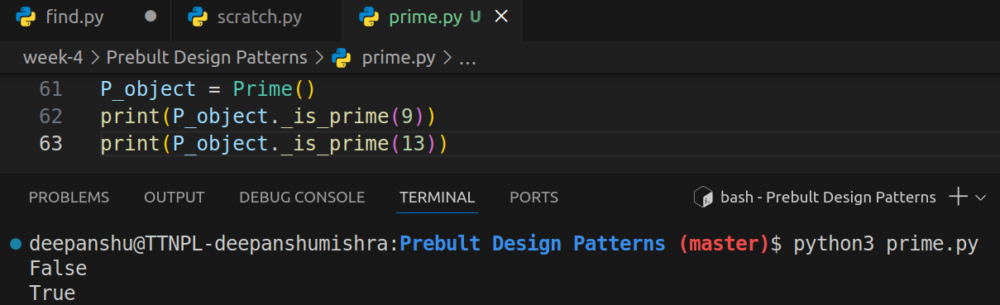 find.py scratch.py prime.py U
week-4 > Prebult Design Patterns > prime.py > ...
61 P_object = Prime()
62 print(P_object._is_prime(9))
63 print(P_object._is_prime(13))
PROBLEMS OUTPUT DEBUG CONSOLE TERMINAL PORTS bash - Prebult Design Patterns
deepanshu@TTNPL-deepanshumishra:Prebult Design Patterns (master)$ python3 prime.py
False
True